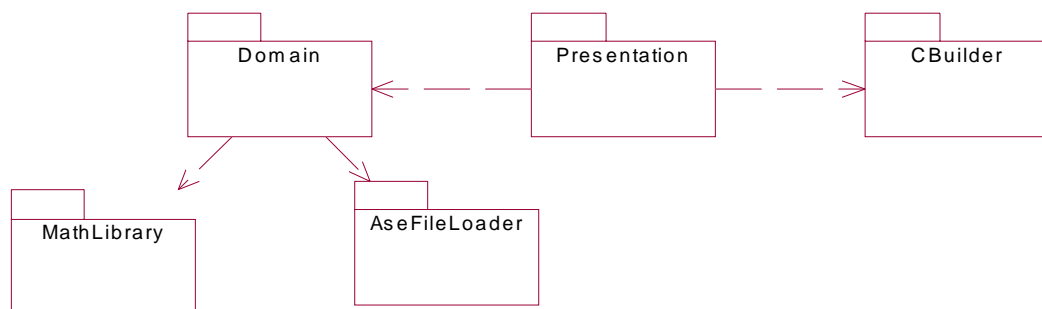 Domain
Presentation
CBuilder
MathLibrary
AseFileLoader